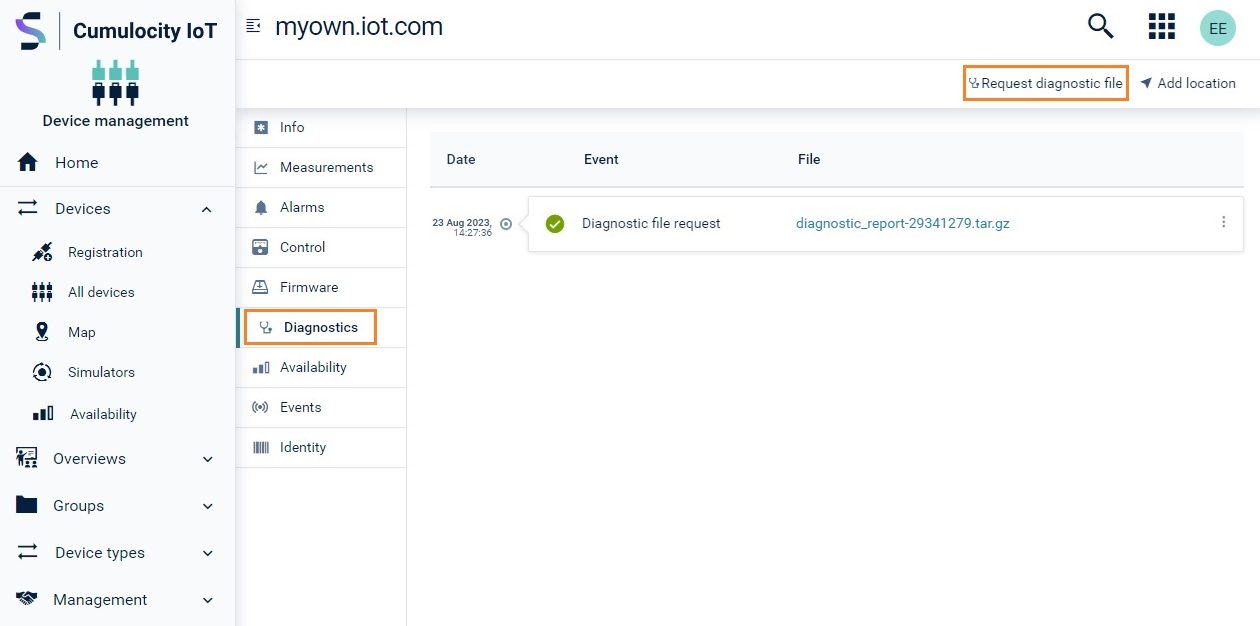 Cumulocity IoT
myown.iot.com
EE
Request diagnostic file
Add location
Device management
Home
Devices
Registration
All devices
Map
Simulators
Availability
Overviews
Groups
Device types
Management
Info
Measurements
Alarms
Control
Firmware
Diagnostics
Availability
Events
Identity
Date Event File
23 Aug 2023,
14:27:36
Diagnostic file request diagnostic_report-29341279.tar.gz